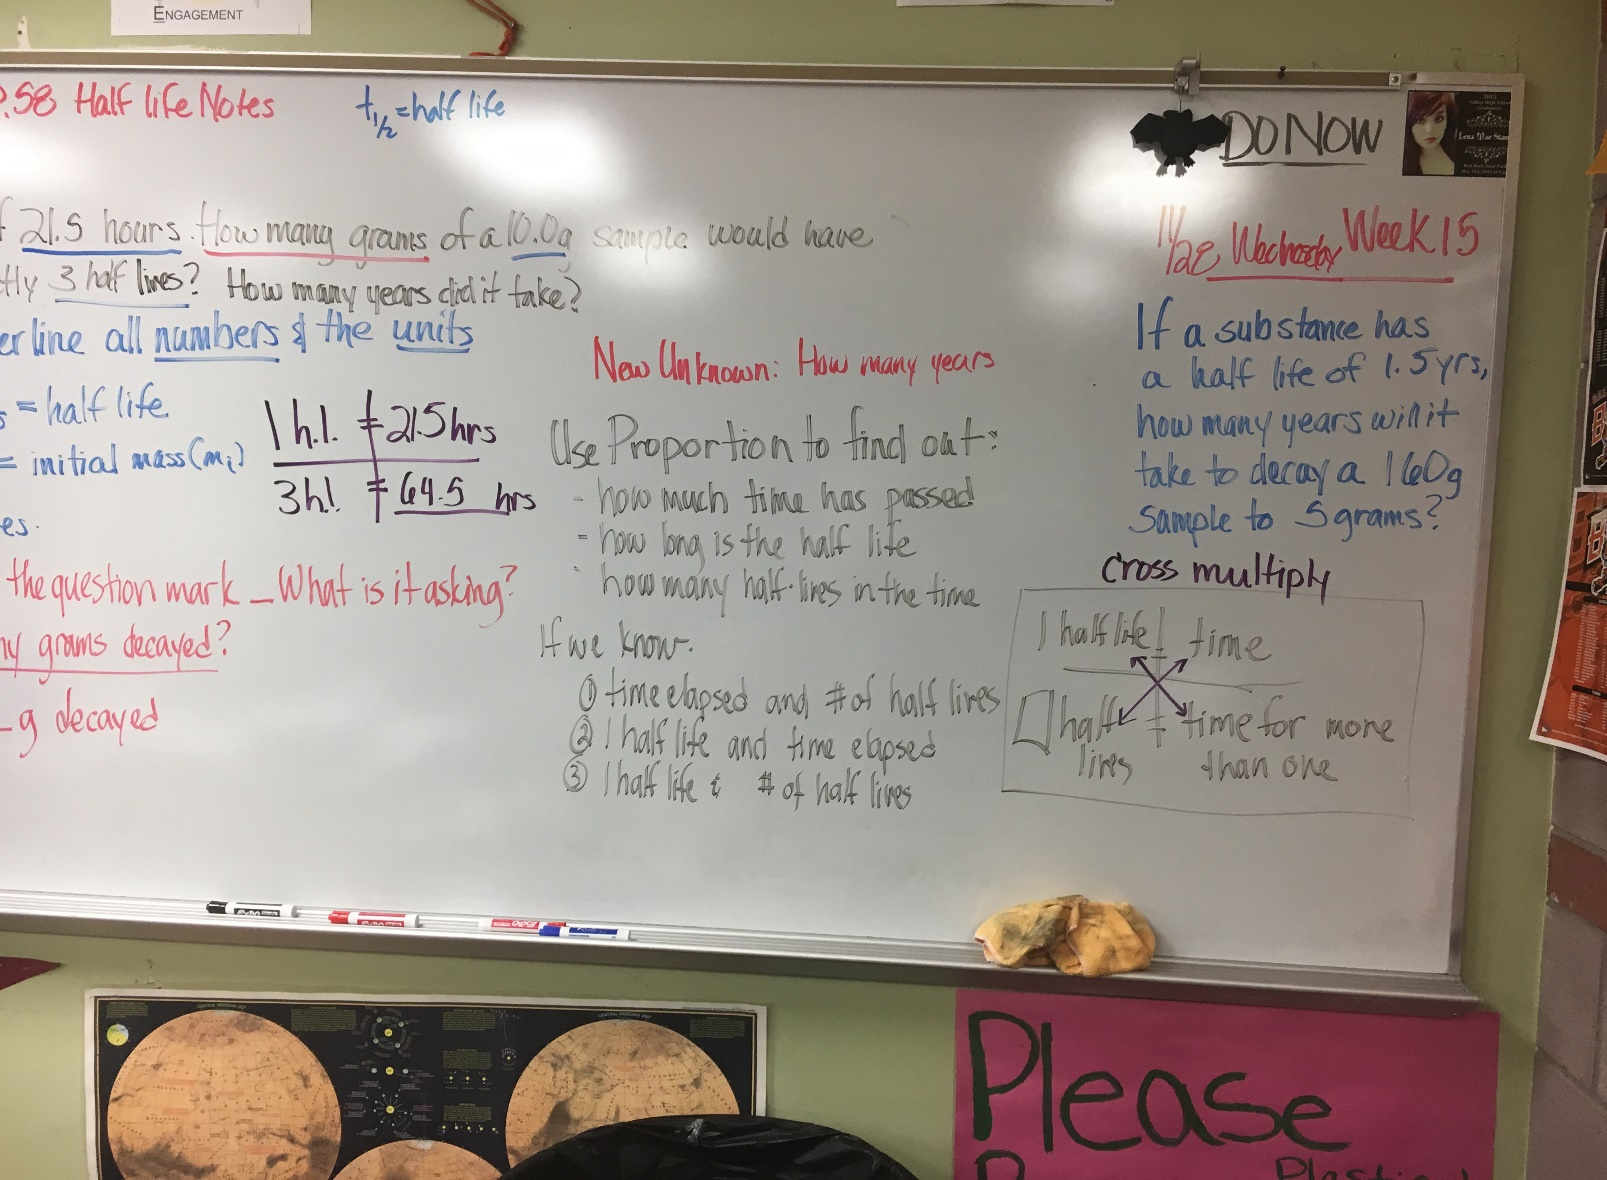 ENGAGEMENT
P.58 Half life Notes
t1/2 = half life
21.5 hours. How many grams of a 10.0g sample would have
3 half lives? How many years did it take?
er line all numbers & the units
= half life
= initial mass (mi)
es.
1 h.l. = 21.5 hrs
3 h.l. = 64.5 hrs
the question mark _ What is it asking?
ny grams decayed?
_ g decayed
New Unknown: How many years
Use Proportion to find out:
- how much time has passed
- how long is the half life
- how many half-lives in the time
If we know.
① time elapsed and # of half lives
② 1 half life and time elapsed
③ 1 half life & # of half lives
DO NOW
11/28 Wednesday Week 15
If a substance has
a half life of 1.5 yrs,
how many years will it
take to decay a 160g
sample to 5 grams?
cross multiply
1 half life = time
half = time for more
lives than one
EXPO
Please